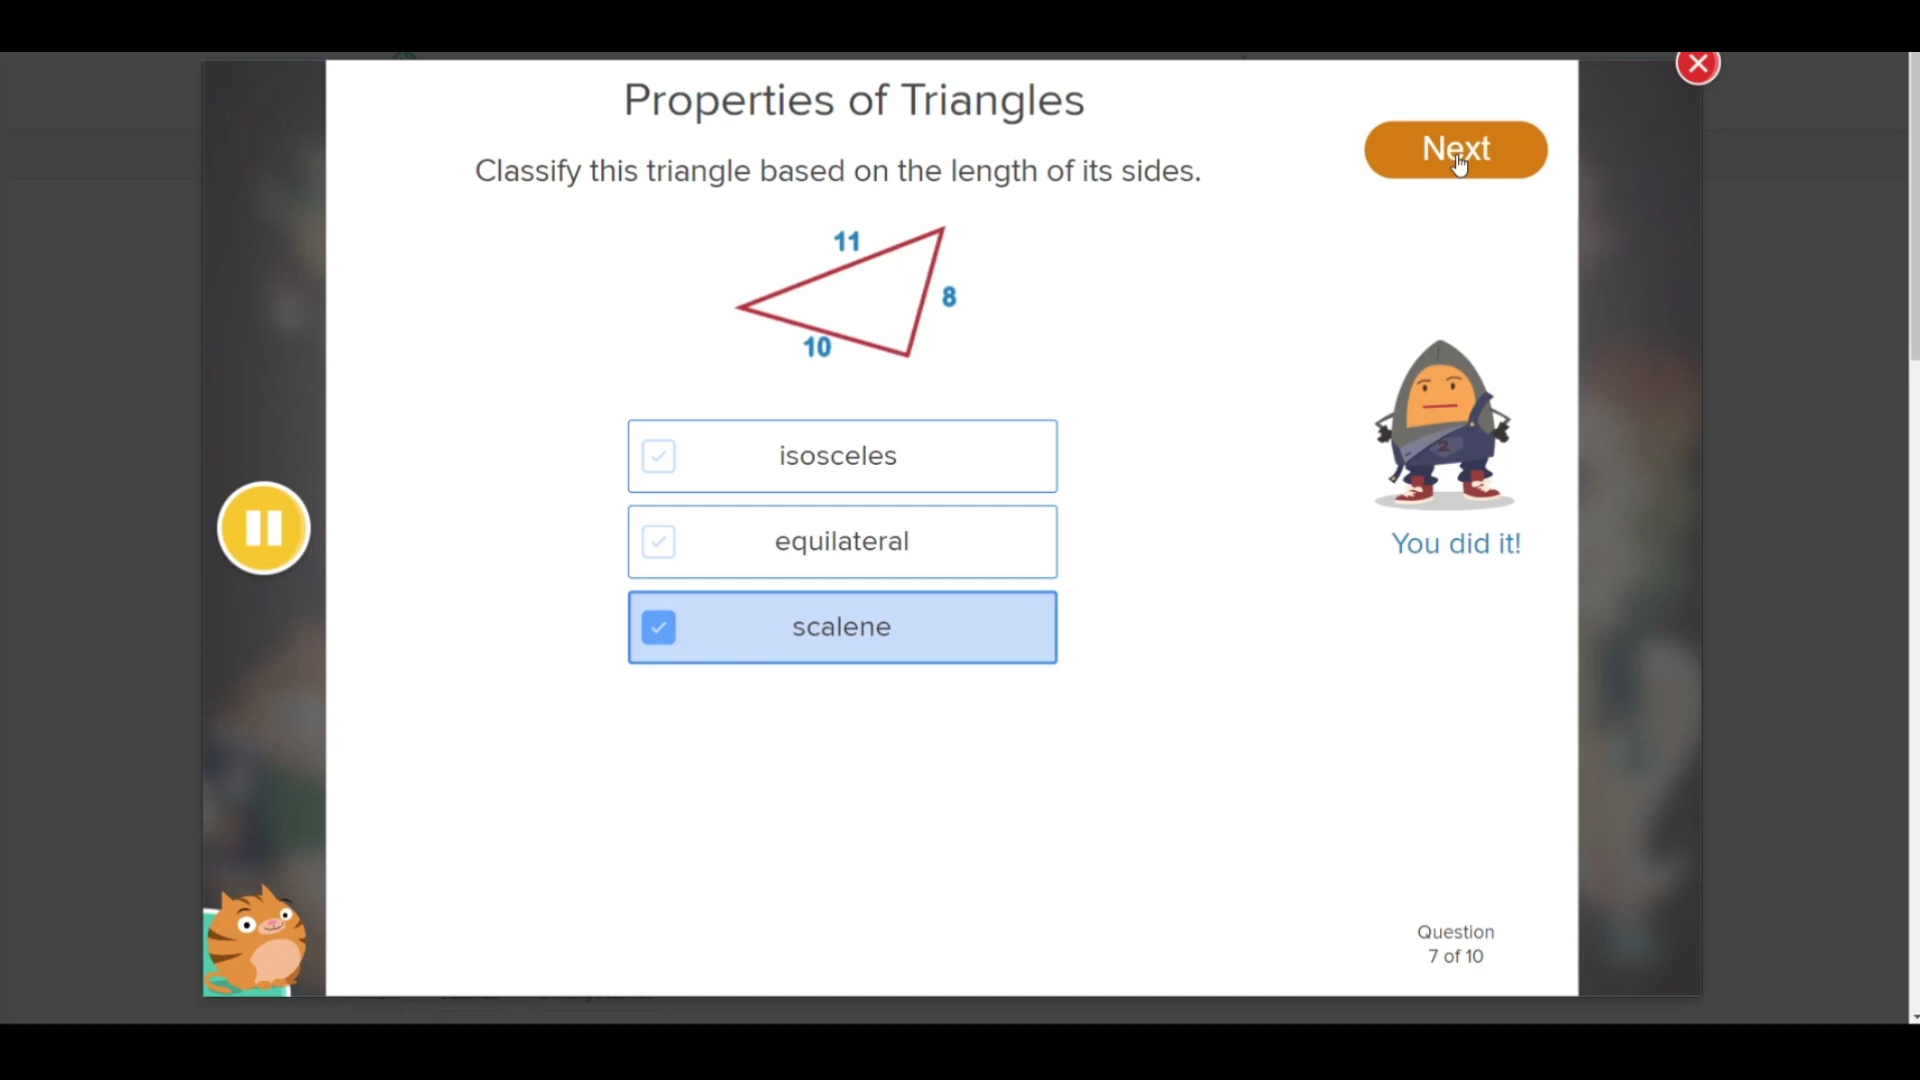 Properties of Triangles
Next
Classify this triangle based on the length of its sides.
11
8
10
isosceles
equilateral
scalene
2
You did it!
Question
7 of 10